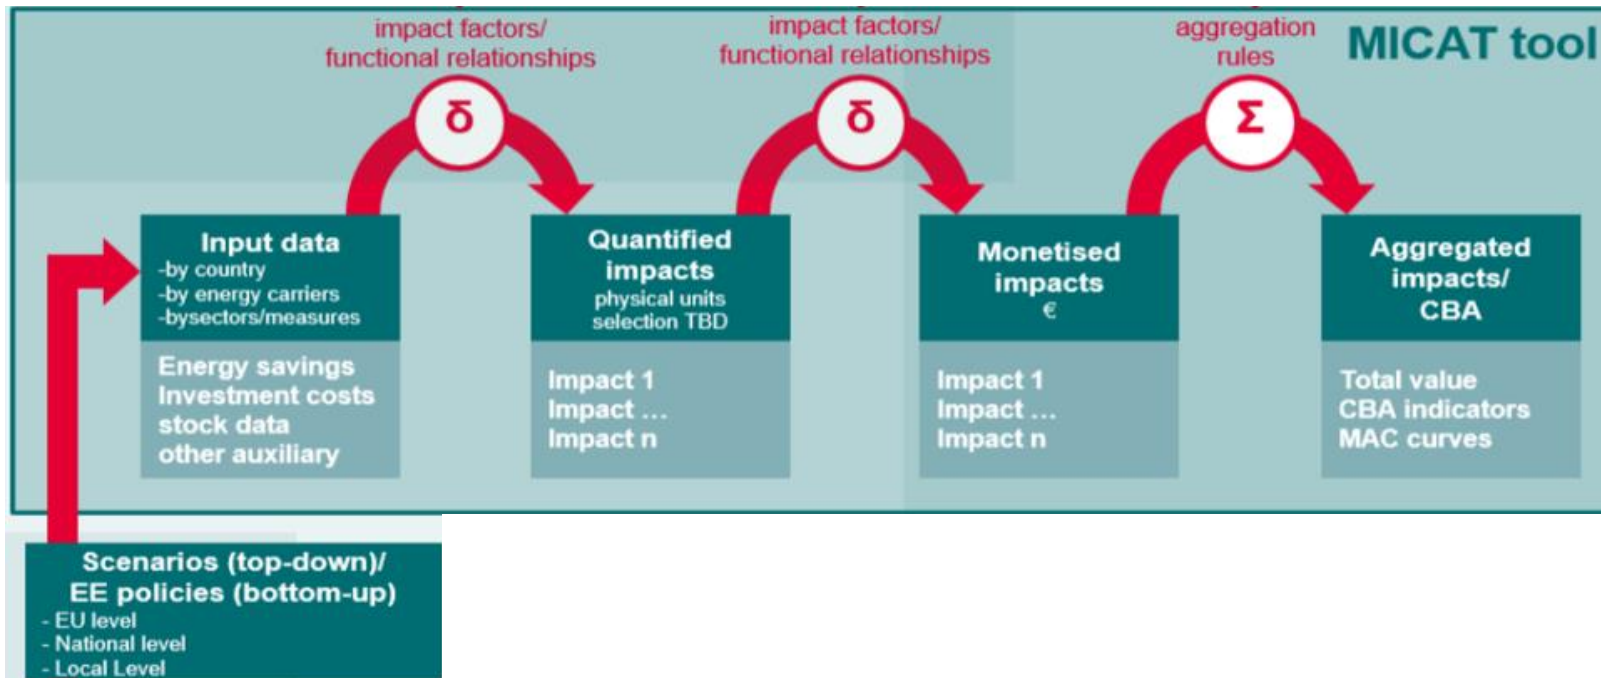 impact factors/
functional relationships
impact factors/
functional relationships
aggregation
rules
MICAT tool
δ
δ
Σ
Input data
-by country
-by energy carriers
-bysectors/measures
Energy savings
Investment costs
stock data
other auxiliary
Quantified
impacts
physical units
selection TBD
Impact 1
Impact ...
Impact n
Monetised
impacts
€
Impact 1
Impact ...
Impact n
Aggregated
impacts/
CBA
Total value
CBA indicators
MAC curves
Scenarios (top-down)/
EE policies (bottom-up)
- EU level
- National level
- Local Level